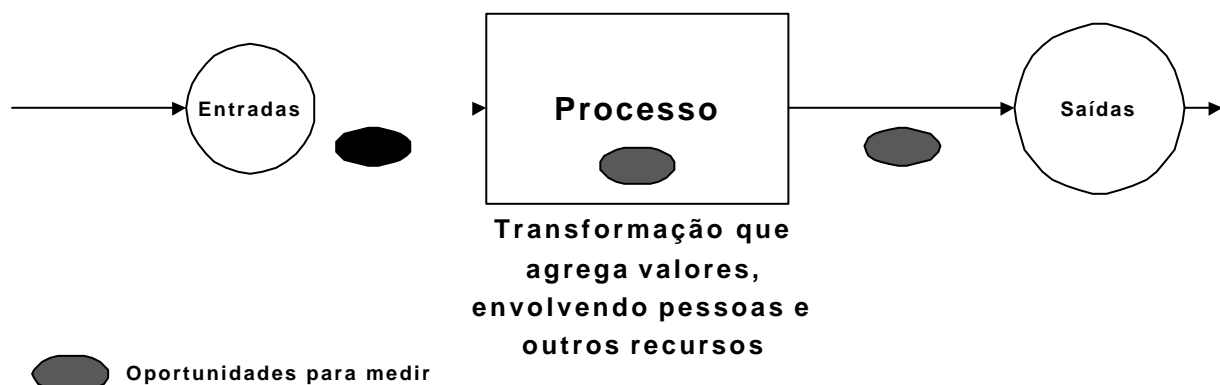 Entradas
Processo
Saídas
Transformação que
agrega valores,
envolvendo pessoas e
outros recursos
Oportunidades para medir